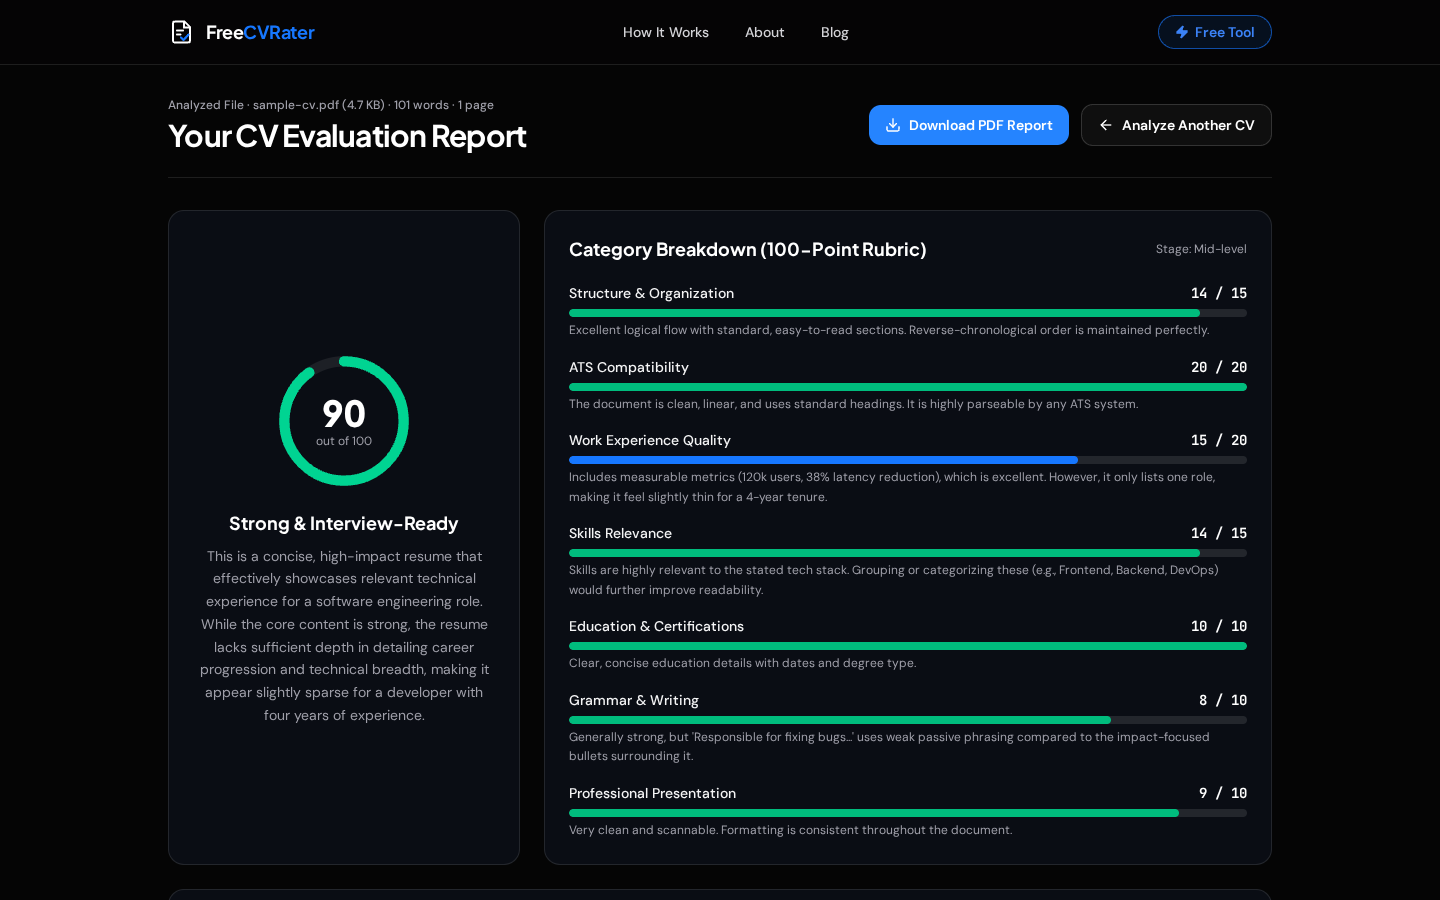 FreeCVRater
How It Works
About
Blog
Free Tool
Analyzed File · sample-cv.pdf (4.7 KB) · 101 words · 1 page
Your CV Evaluation Report
Download PDF Report
Analyze Another CV
90
out of 100
Strong & Interview-Ready
This is a concise, high-impact resume that
effectively showcases relevant technical
experience for a software engineering role.
While the core content is strong, the resume
lacks sufficient depth in detailing career
progression and technical breadth, making it
appear slightly sparse for a developer with
four years of experience.
Category Breakdown (100-Point Rubric)
Stage: Mid-level
Structure & Organization
14 / 15
Excellent logical flow with standard, easy-to-read sections. Reverse-chronological order is maintained perfectly.
ATS Compatibility
20 / 20
The document is clean, linear, and uses standard headings. It is highly parseable by any ATS system.
Work Experience Quality
15 / 20
Includes measurable metrics (120k users, 38% latency reduction), which is excellent. However, it only lists one role,
making it feel slightly thin for a 4-year tenure.
Skills Relevance
14 / 15
Skills are highly relevant to the stated tech stack. Grouping or categorizing these (e.g., Frontend, Backend, DevOps)
would further improve readability.
Education & Certifications
10 / 10
Clear, concise education details with dates and degree type.
Grammar & Writing
8 / 10
Generally strong, but 'Responsible for fixing bugs...' uses weak passive phrasing compared to the impact-focused
bullets surrounding it.
Professional Presentation
9 / 10
Very clean and scannable. Formatting is consistent throughout the document.